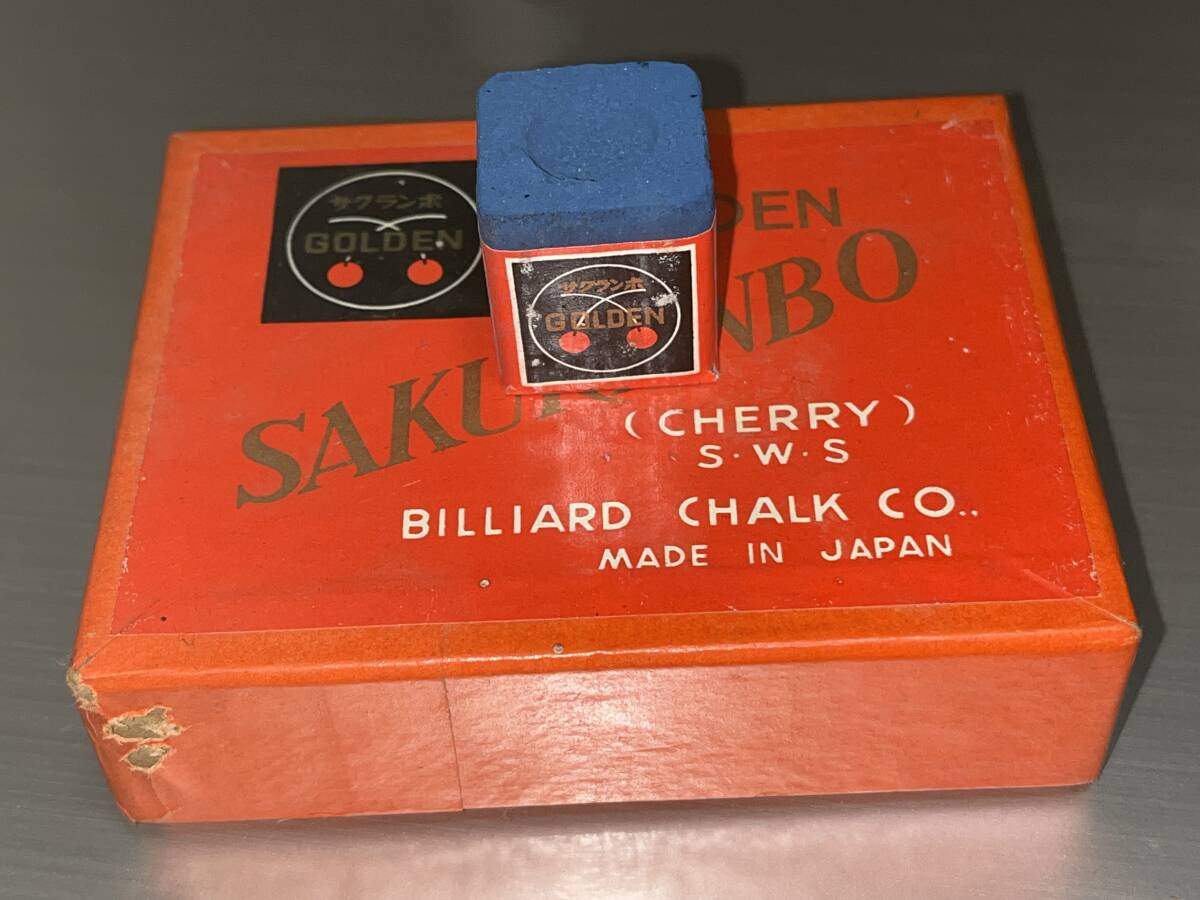 サクランボ
GOLDEN
DEN
SAKUR NBO
(CHERRY)
S・W・S
BILLIARD CHALK CO.,
MADE IN JAPAN
サクランボ
GOLDEN